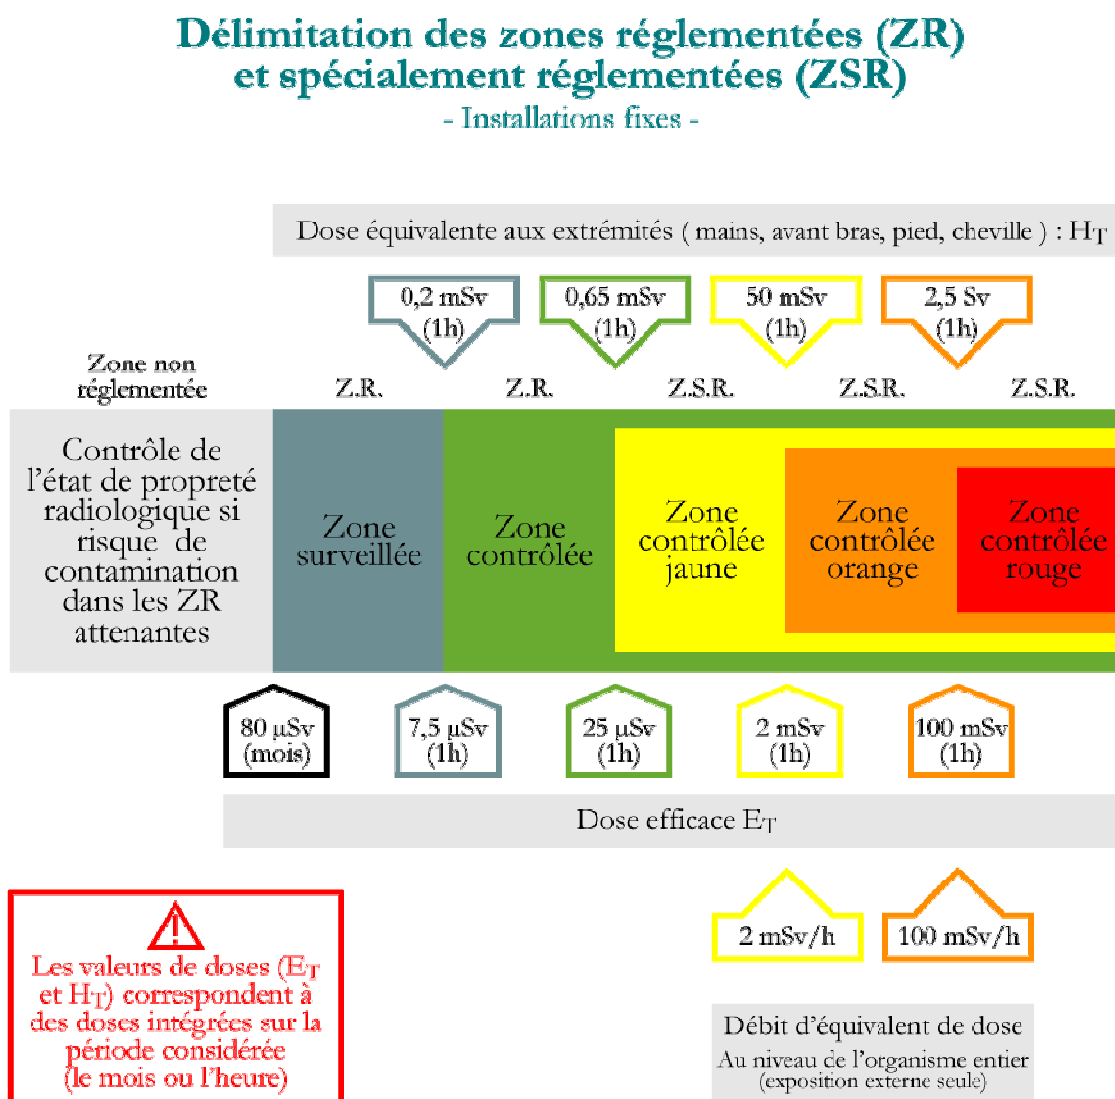 Délimitation des zones réglementées (ZR)
et spécialement réglementées (ZSR)
- Installations fixes -
Dose équivalente aux extrémités ( mains, avant bras, pied, cheville ) : HT
0,2 mSv
(1h)
0,65 mSv
(1h)
50 mSv
(1h)
2,5 Sv
(1h)
Zone non
réglementée
Z.R.
Z.R.
Z.S.R.
Z.S.R.
Z.S.R.
Contrôle de
l'état de propreté
radiologique si
risque de
contamination
dans les ZR
attenantes
Zone
surveillée
Zone
contrôlée
Zone
contrôlée
jaune
Zone
contrôlée
orange
Zone
contrôlée
rouge
80 µSv
(mois)
7,5 µSv
(1h)
25 µSv
(1h)
2 mSv
(1h)
100 mSv
(1h)
Dose efficace ET
2 mSv/h
100 mSv/h
Les valeurs de doses (ET
et HT) correspondent à
des doses intégrées sur la
période considérée
(le mois ou l'heure)
Débit d'équivalent de dose
Au niveau de l'organisme entier
(exposition externe seule)